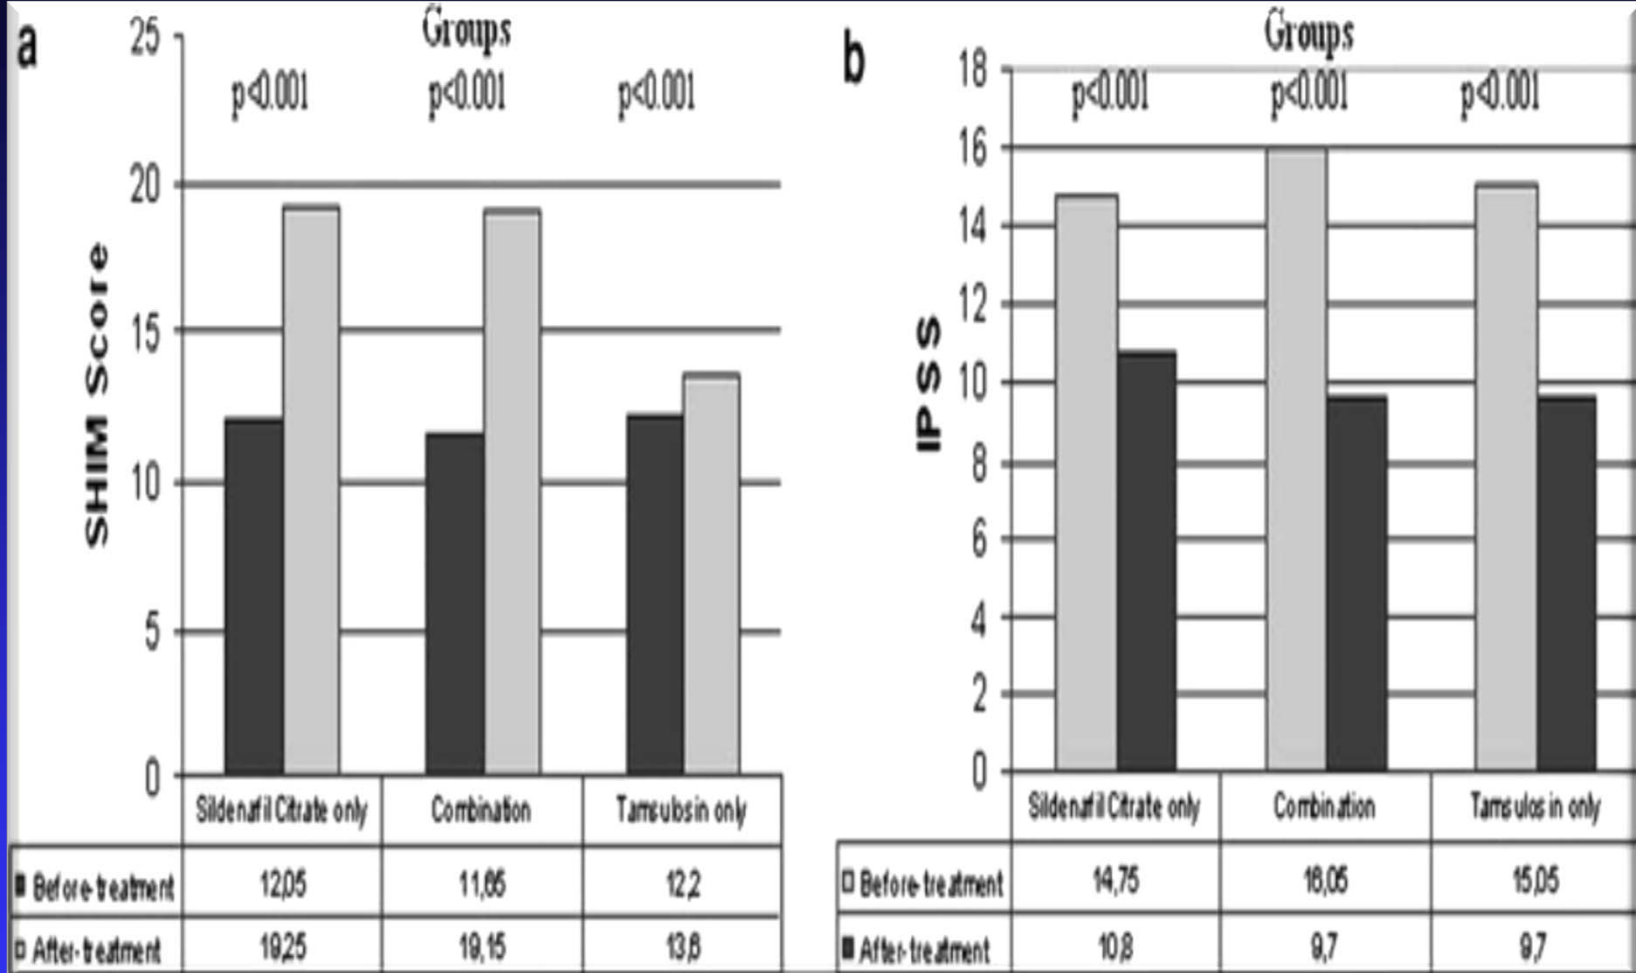 a
Groups
p<0.001 p<0.001 p<0.001
25
20
15
10
5
0
SHIM Score
Sildenafil Citrate only Combination Tamsulosin only
Before-treatment 12,05 11,65 12,2
After-treatment 19,25 19,15 13,6
b
Groups
p<0.001 p<0.001 p<0.001
18
16
14
12
10
8
6
4
2
0
IPSS
Sildenafil Citrate only Combination Tamsulosin only
Before-treatment 14,75 16,05 15,05
After-treatment 10,8 9,7 9,7